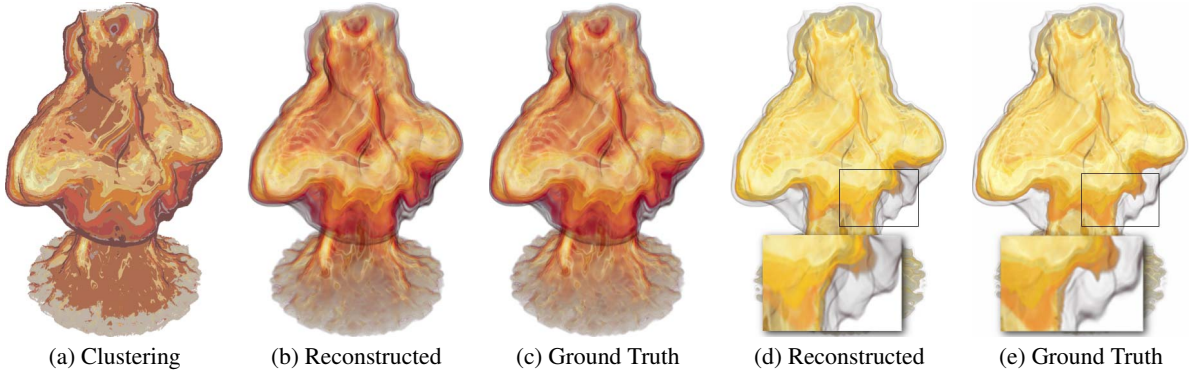 (a) Clustering
(b) Reconstructed
(c) Ground Truth
(d) Reconstructed
(e) Ground Truth